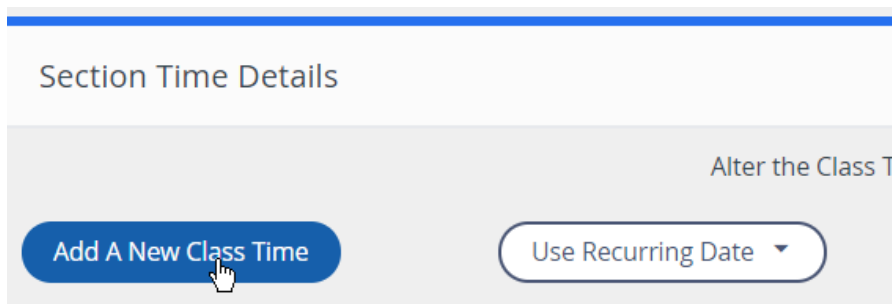 Section Time Details
Alter the Class
Add A New Class Time
Use Recurring Date